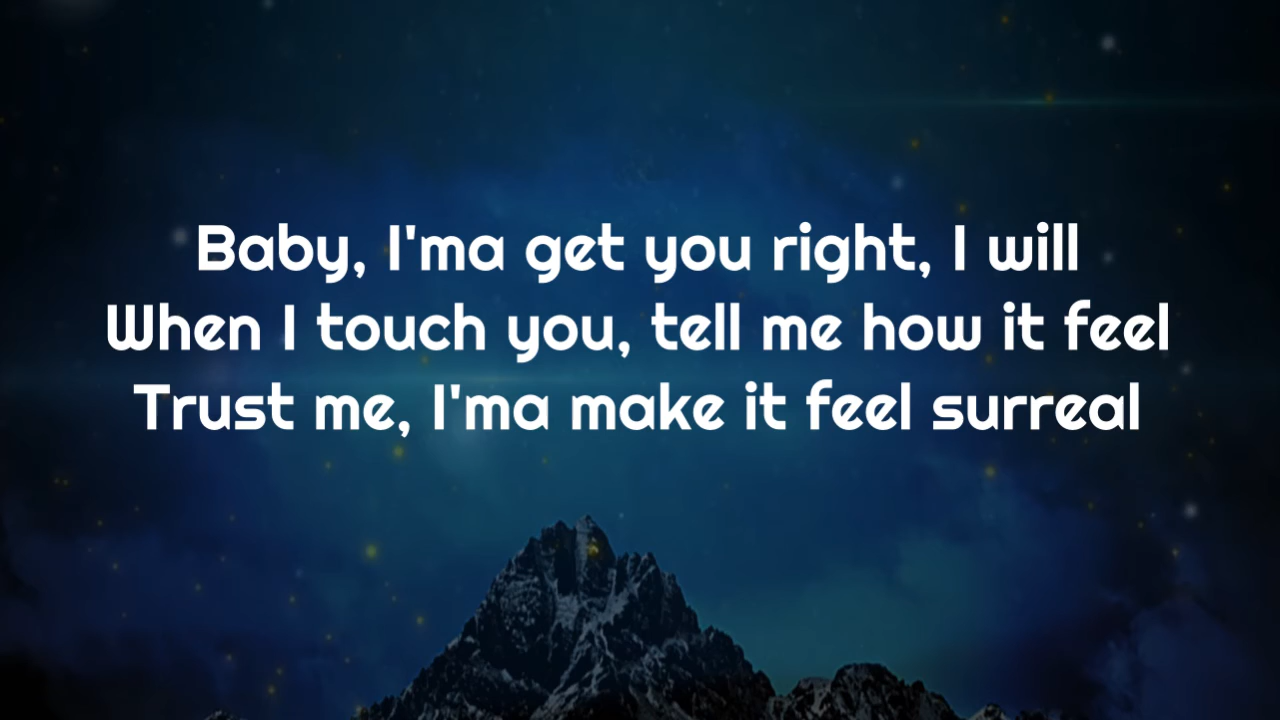 Baby, I'ma get you right, I will
When I touch you, tell me how it feel
Trust me, I'ma make it feel surreal